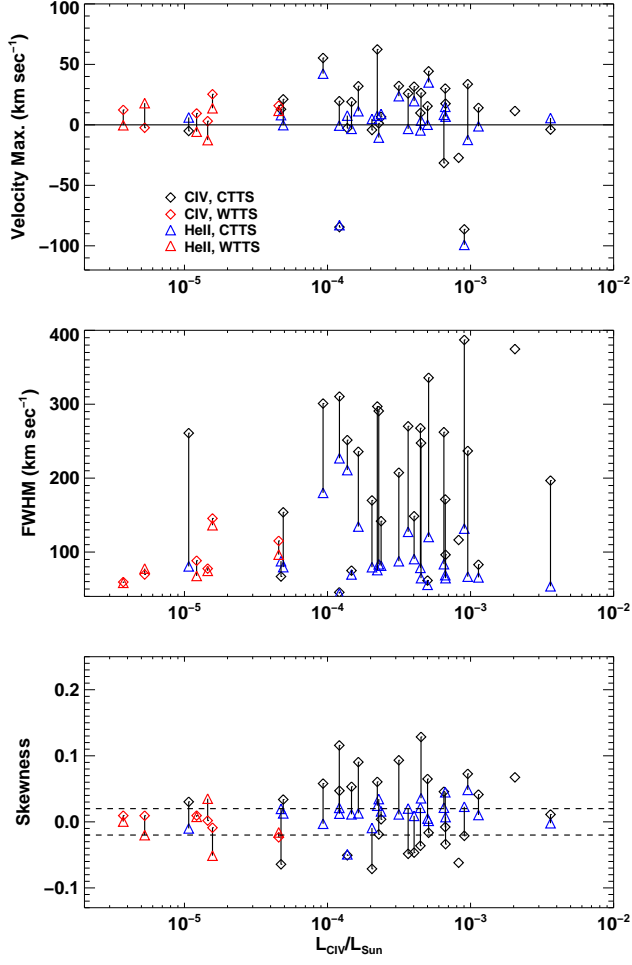 100
50
0
−50
−100
Velocity Max. (km sec⁻¹)
CIV, CTTS
CIV, WTTS
HeII, CTTS
HeII, WTTS
10⁻⁵ 10⁻⁴ 10⁻³ 10⁻²
400
300
200
100
FWHM (km sec⁻¹)
10⁻⁵ 10⁻⁴ 10⁻³ 10⁻²
0.2
0.1
0.0
−0.1
Skewness
10⁻⁵ 10⁻⁴ 10⁻³ 10⁻²
L_CIV/L_Sun